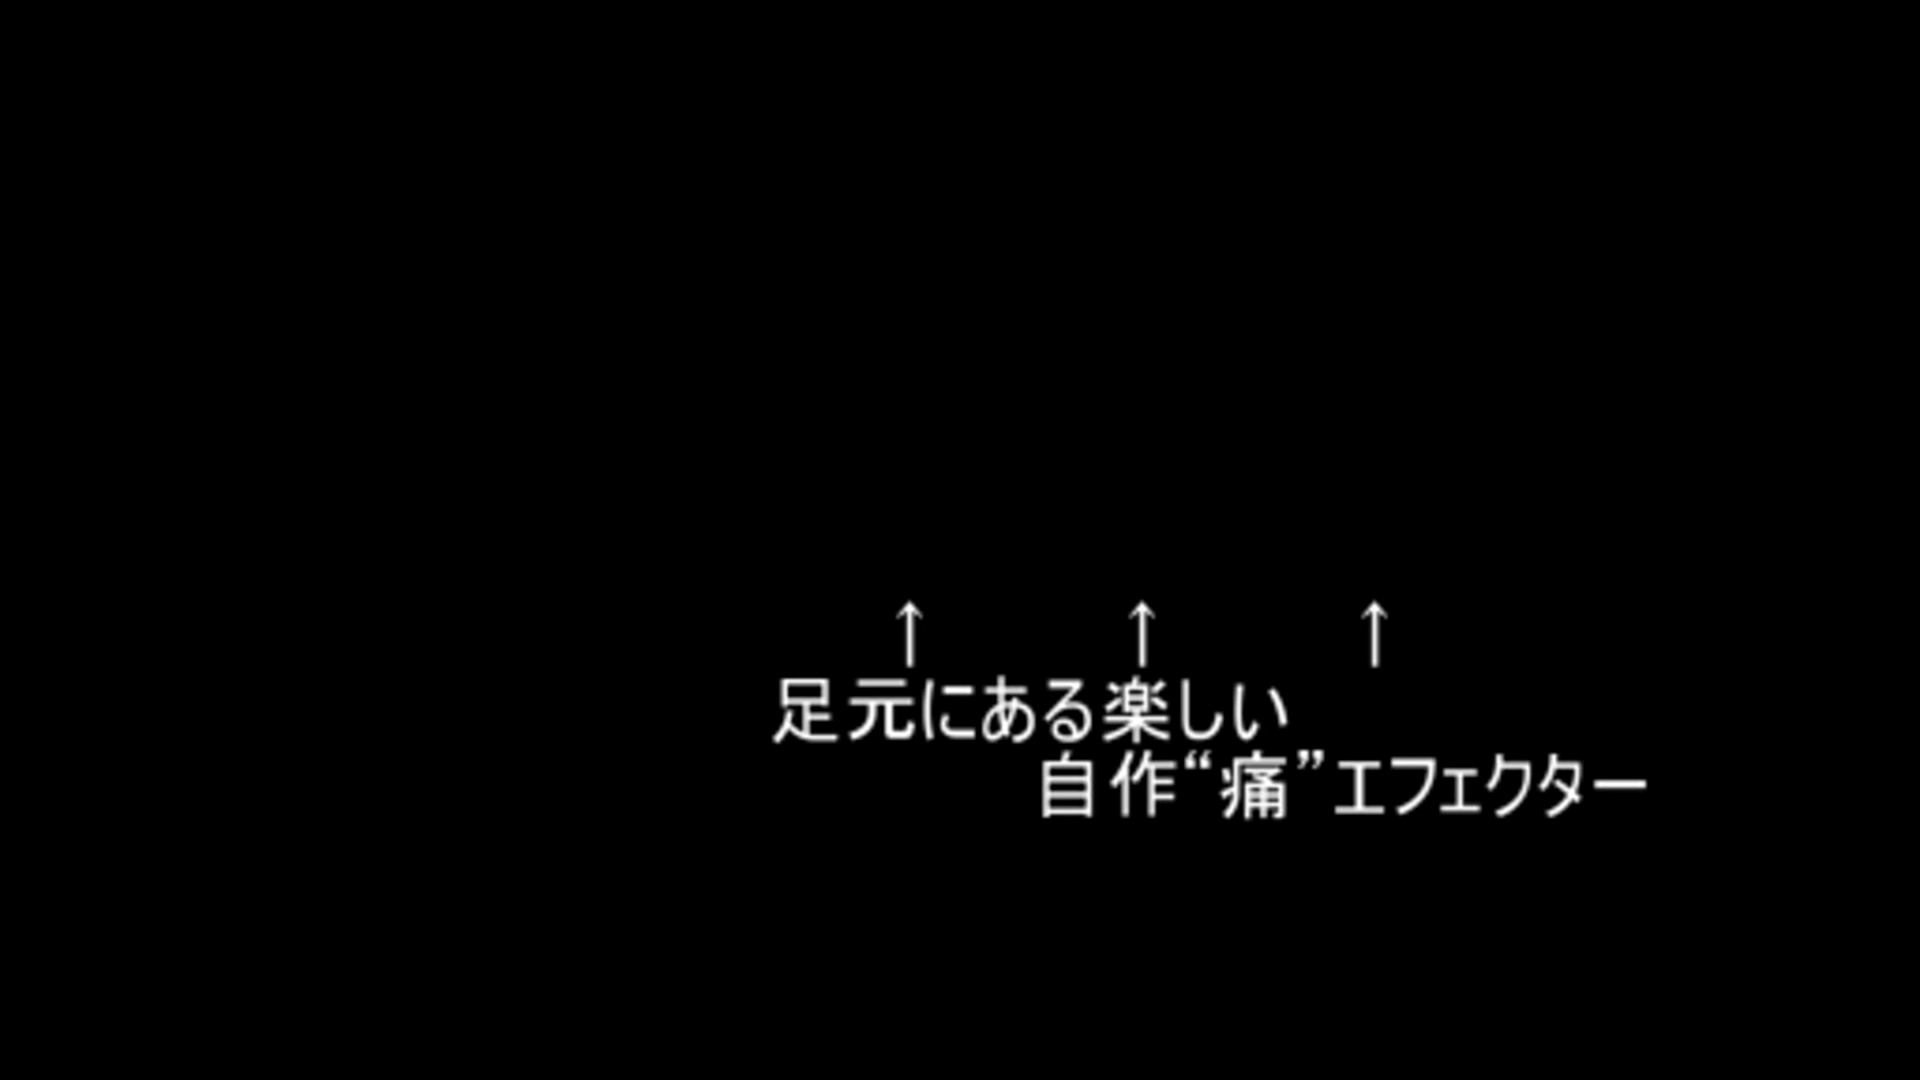 ↑ ↑ ↑
足元にある楽しい
自作“痛”エフェクター